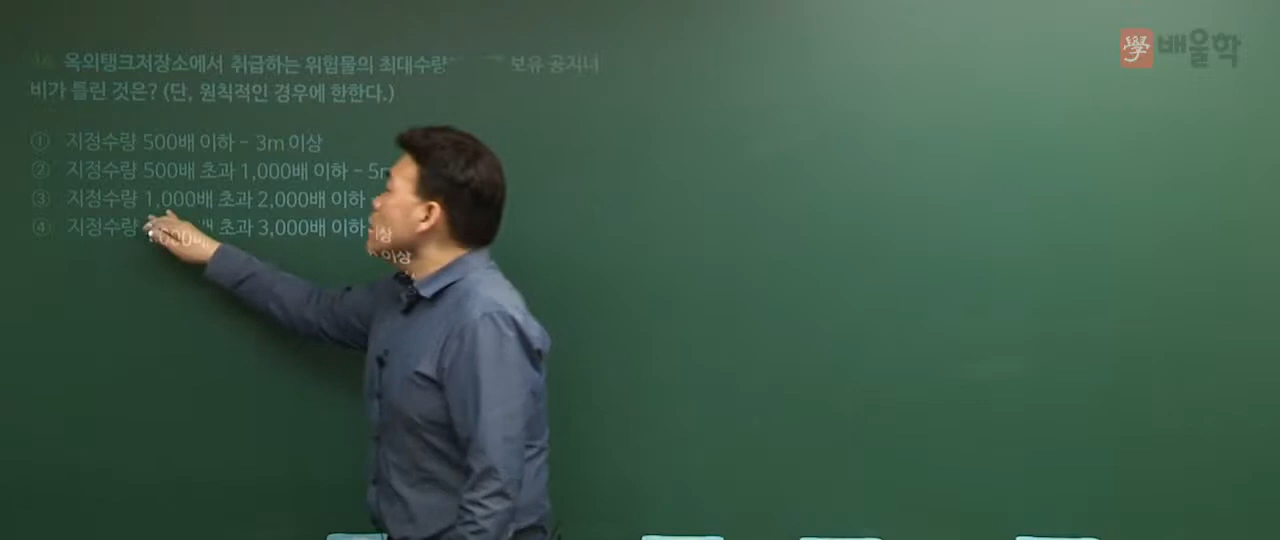 옥외탱크저장소에서 취급하는 위험물의 최대수량 보유 공지너
비가 틀린 것은? (단, 원칙적인 경우에 한한다.)
① 지정수량 500배 이하 - 3m 이상
② 지정수량 500배 초과 1,000배 이하 - 5m
③ 지정수량 1,000배 초과 2,000배 이하 이상
④ 지정수량 초과 3,000배 이하 이상
學 배울학